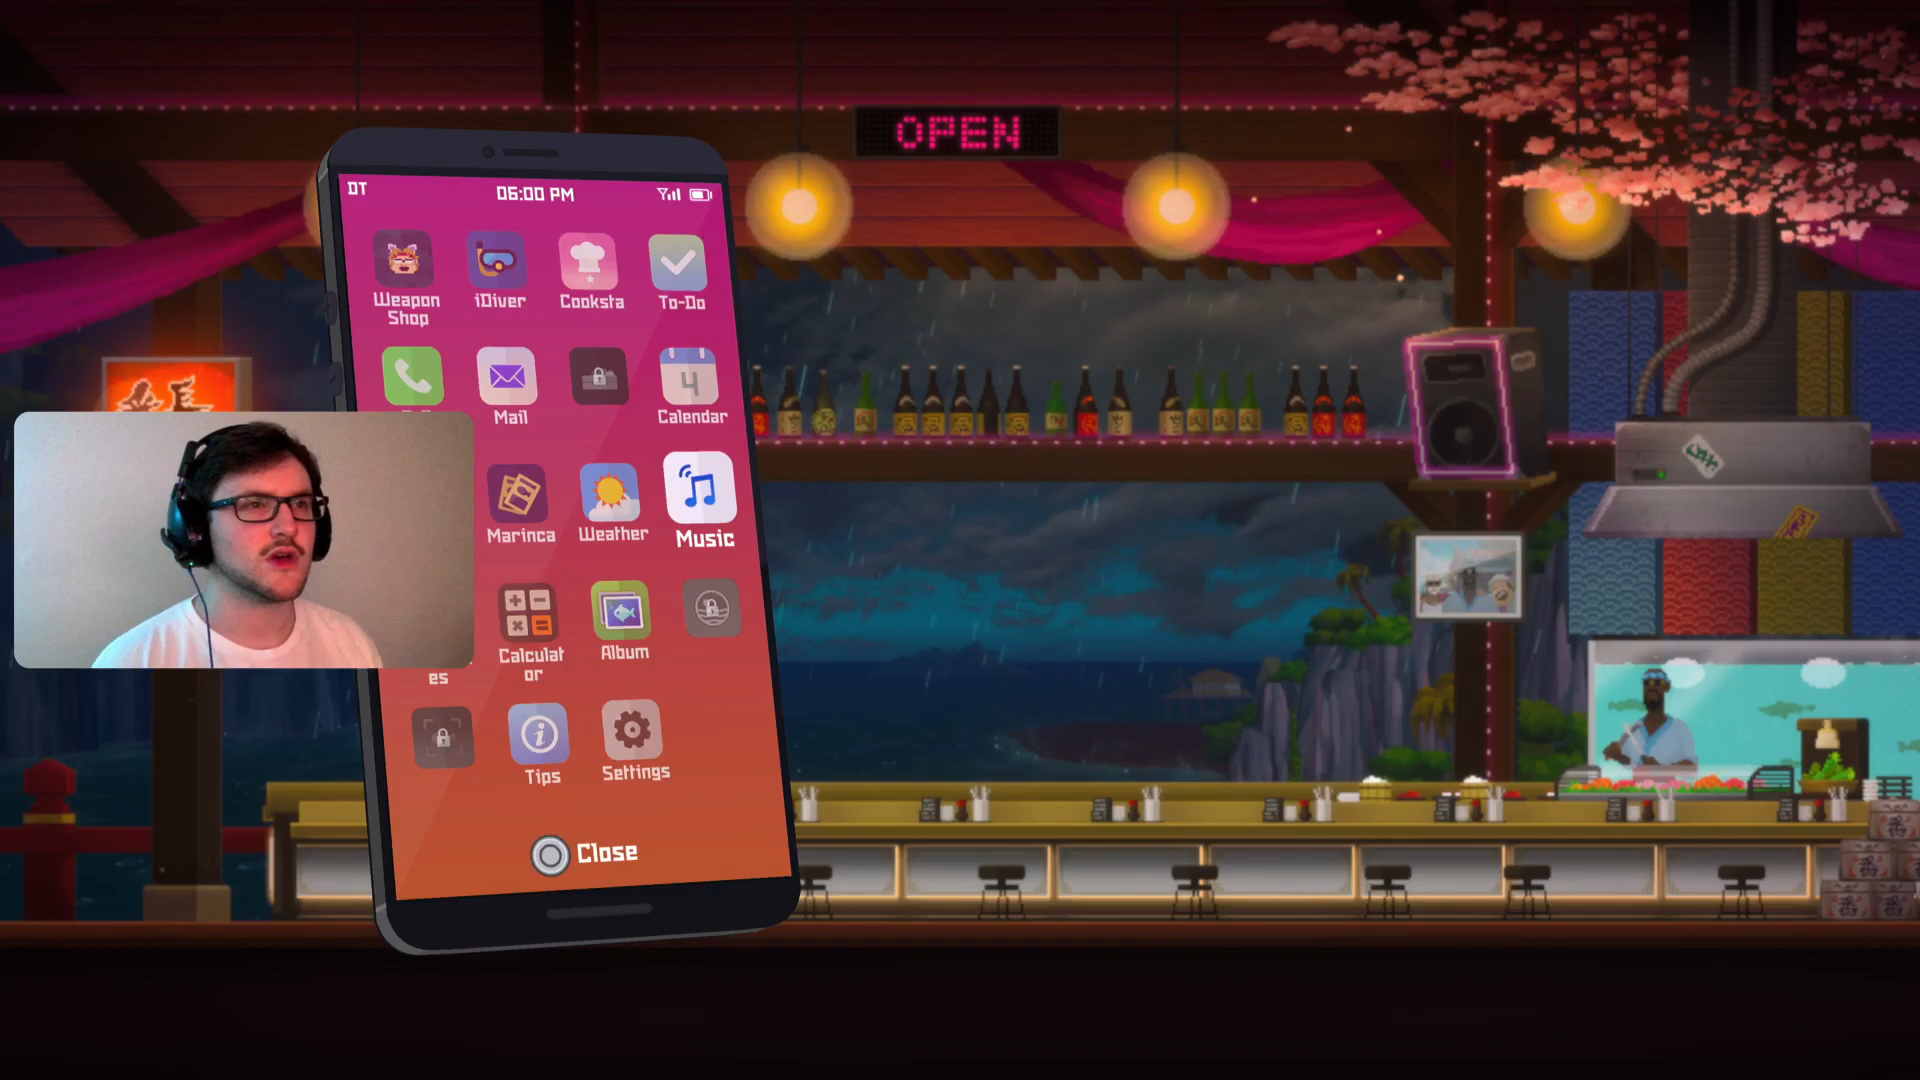 OPEN
DT
06:00 PM
Weapon
Shop
iDiver
Cooksta
To-Do
4
Mail
Calendar
Marinca
Weather
Music
es
Calculat
or
Album
Tips
Settings
Close